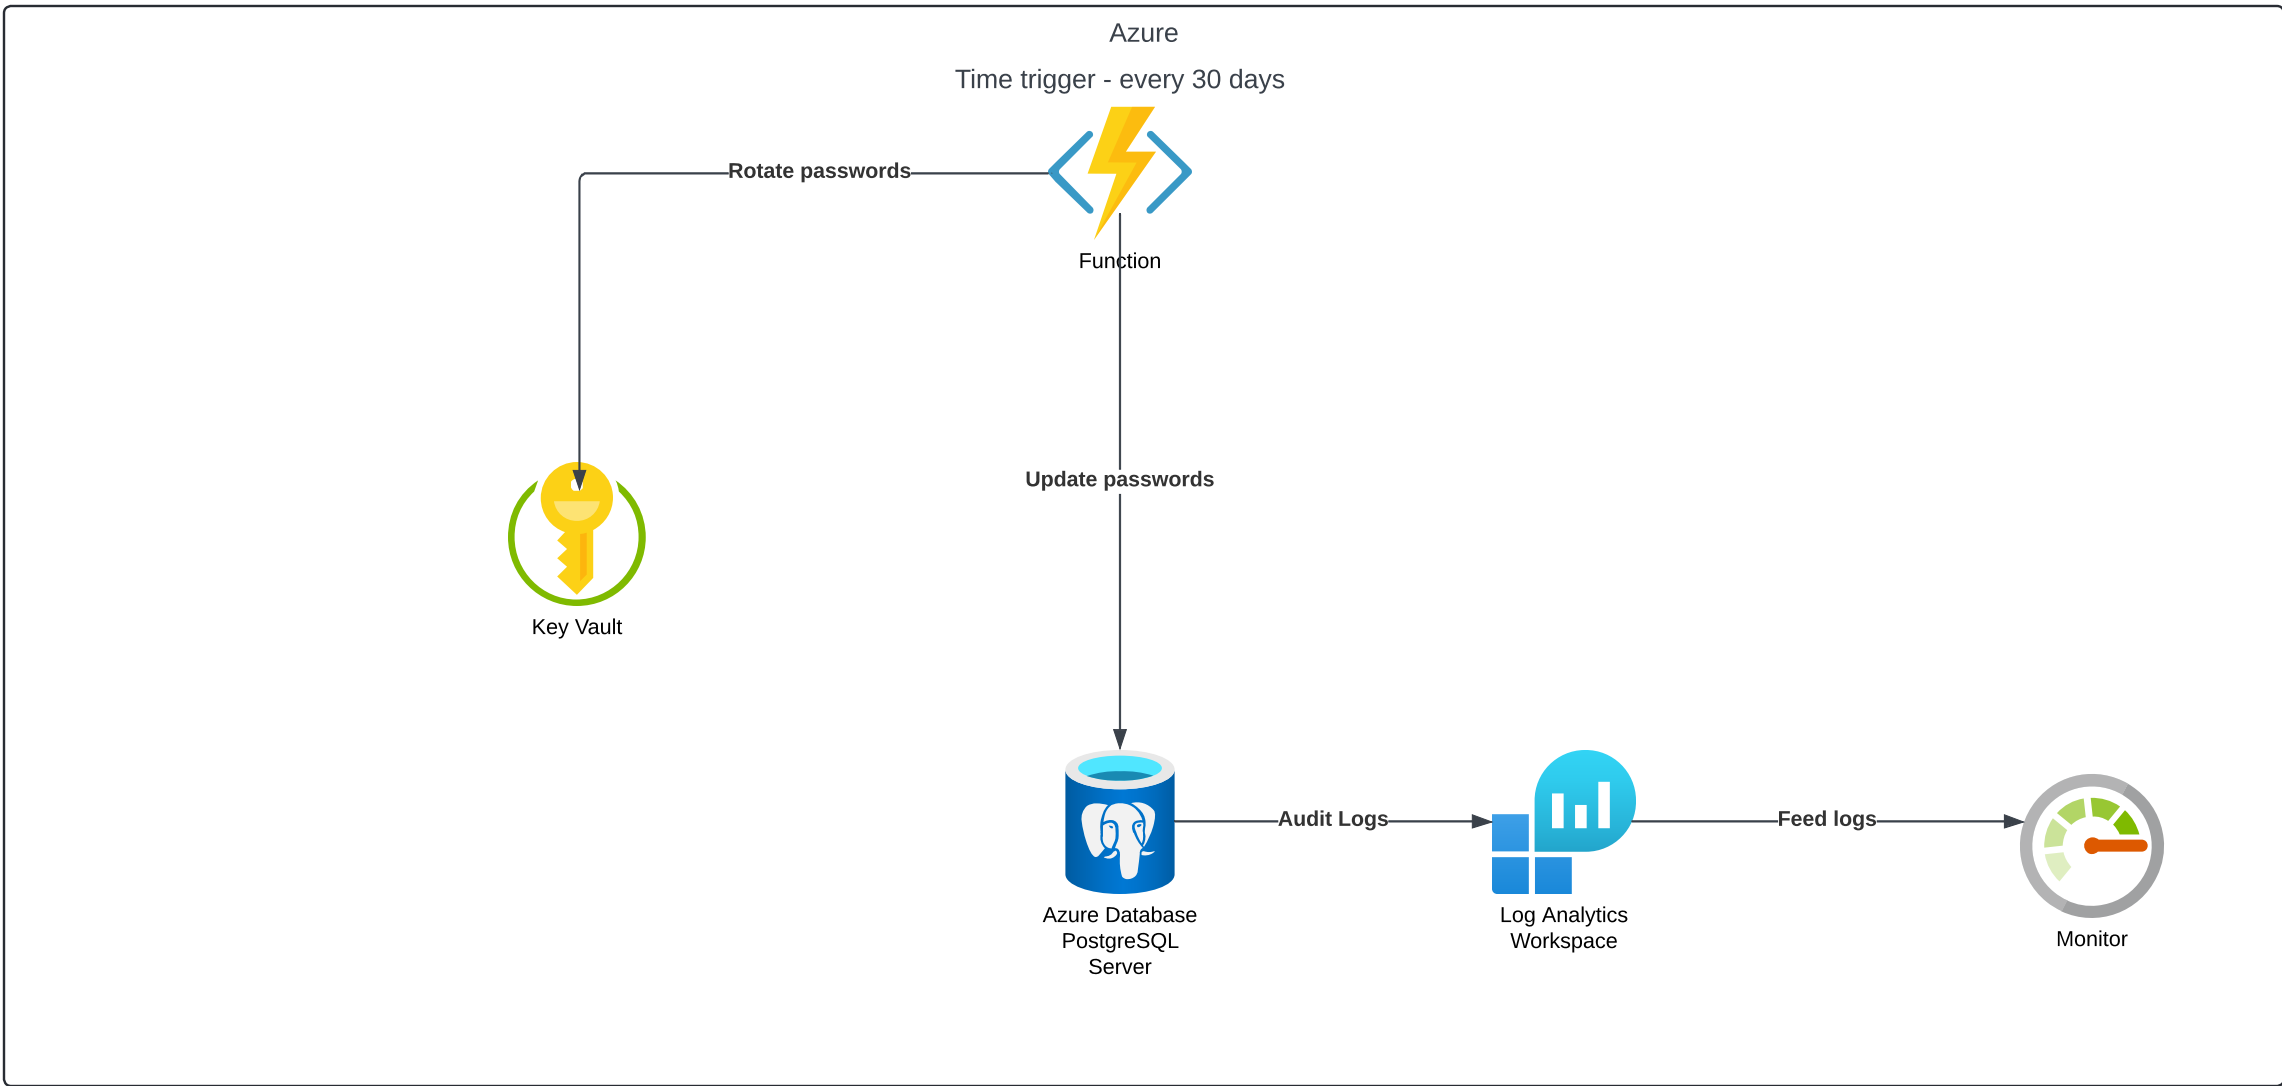 Azure
Time trigger - every 30 days
Rotate passwords
Function
Update passwords
Key Vault
Audit Logs
Feed logs
Azure Database
PostgreSQL
Server
Log Analytics
Workspace
Monitor